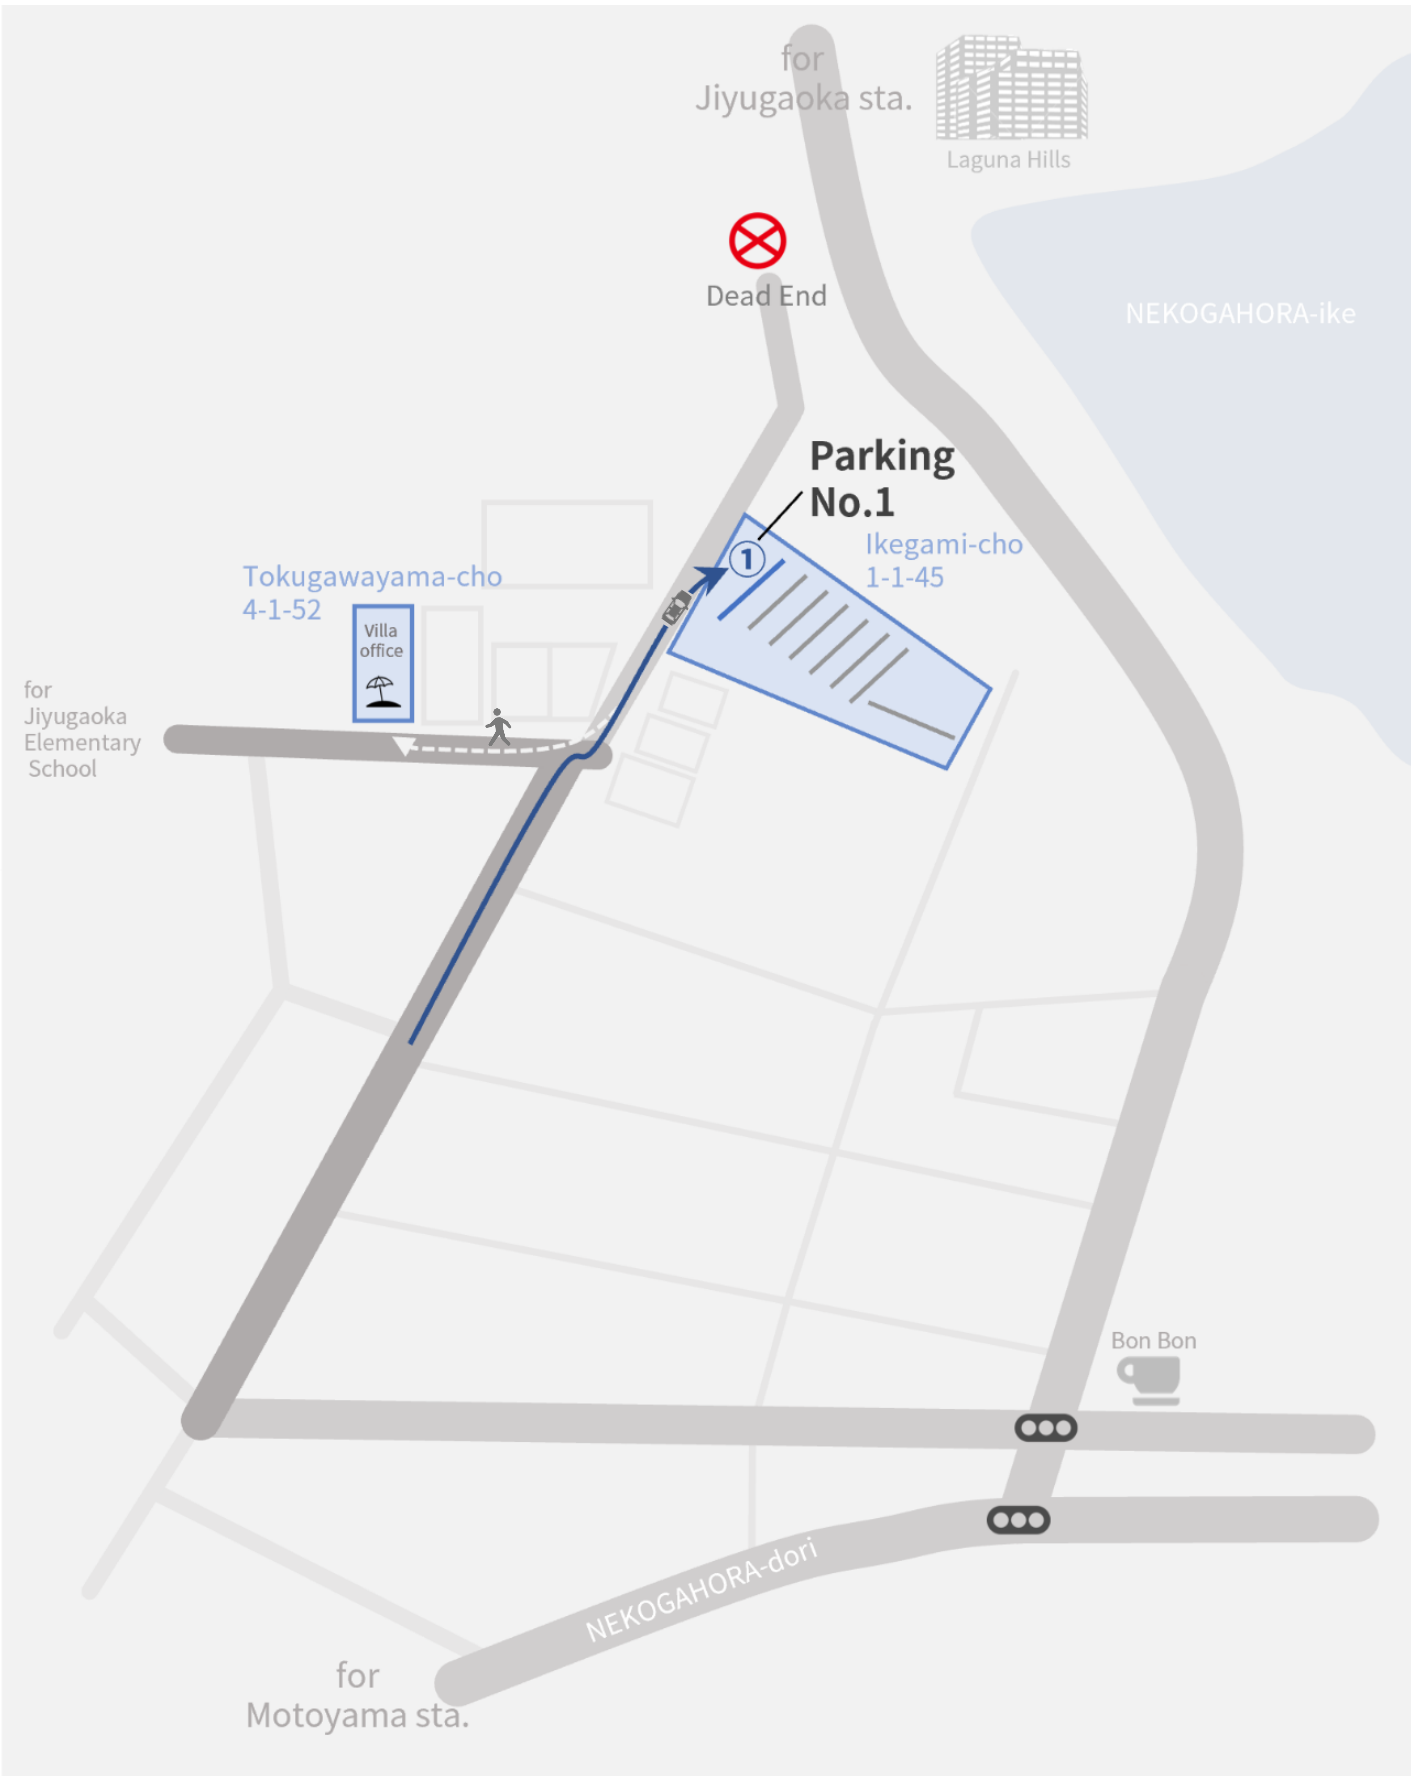 for
Jiyugaoka sta.
Laguna Hills
Dead End
NEKOGAHORA-ike
Parking
No.1
1
Ikegami-cho
1-1-45
Tokugawayama-cho
4-1-52
Villa
office
for
Jiyugaoka
Elementary
School
Bon Bon
NEKOGAHORA-dori
for
Motoyama sta.